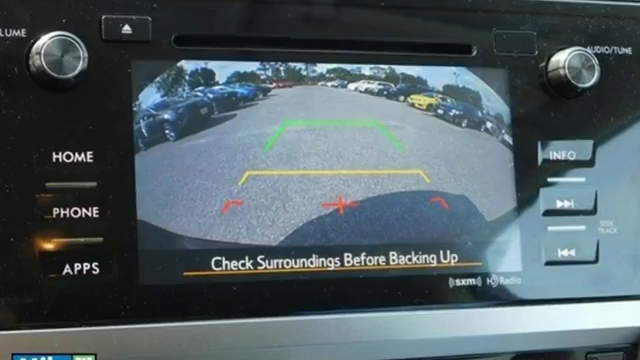 VOLUME
AUDIO/TUNE
HOME
INFO
PHONE
SEEK
TRACK
APPS
Check Surroundings Before Backing Up
((sxm)) HD Radio